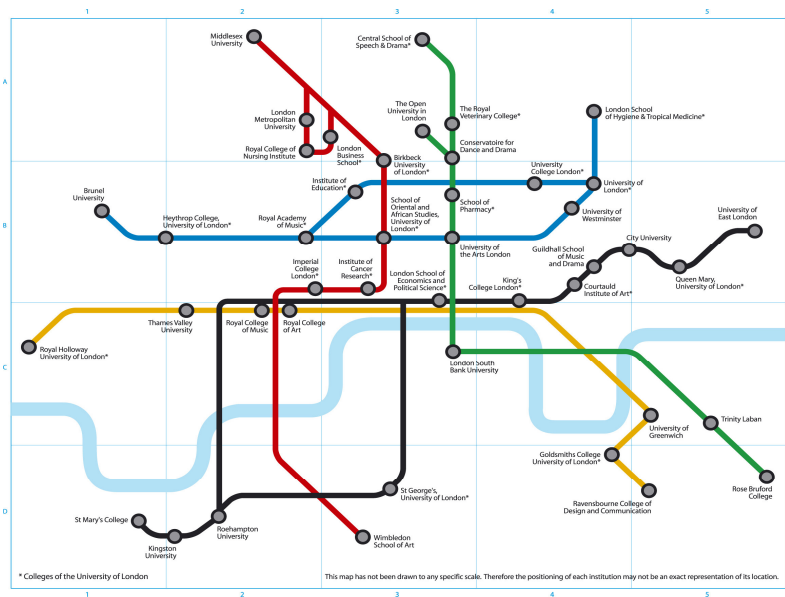 1
2
3
4
5
A
B
C
D
Middlesex
University
Central School of
Speech & Drama*
London
Metropolitan
University
Royal College of
Nursing Institute
London
Business
School*
The Open
University in
London
The Royal
Veterinary College*
Conservatoire for
Dance and Drama
London School
of Hygiene & Tropical Medicine*
Birkbeck
University
of London*
University
College London*
University of
London*
Institute of
Education*
Brunel
University
Heythrop College,
University of London*
Royal Academy
of Music*
School of
Oriental and
African Studies,
University of
London*
School of
Pharmacy*
University of
Westminster
University of
the Arts London
University of
East London
City University
Guildhall School
of Music
and Drama
Queen Mary,
University of London*
Courtauld
Institute of Art*
Imperial
College
London*
Institute of
Cancer
Research*
London School of
Economics and
Political Science*
King's
College London*
Thames Valley
University
Royal College
of Music
Royal College
of Art
Royal Holloway
University of London*
London South
Bank University
University of
Greenwich
Trinity Laban
Goldsmiths College
University of London*
Ravensbourne College of
Design and Communication
Rose Bruford
College
St George's,
University of London*
St Mary's College
Kingston
University
Roehampton
University
Wimbledon
School of Art
* Colleges of the University of London
This map has not been drawn to any specific scale. Therefore the positioning of each institution may not be an exact representation of its location.
A
B
C
D
1
2
3
4
5